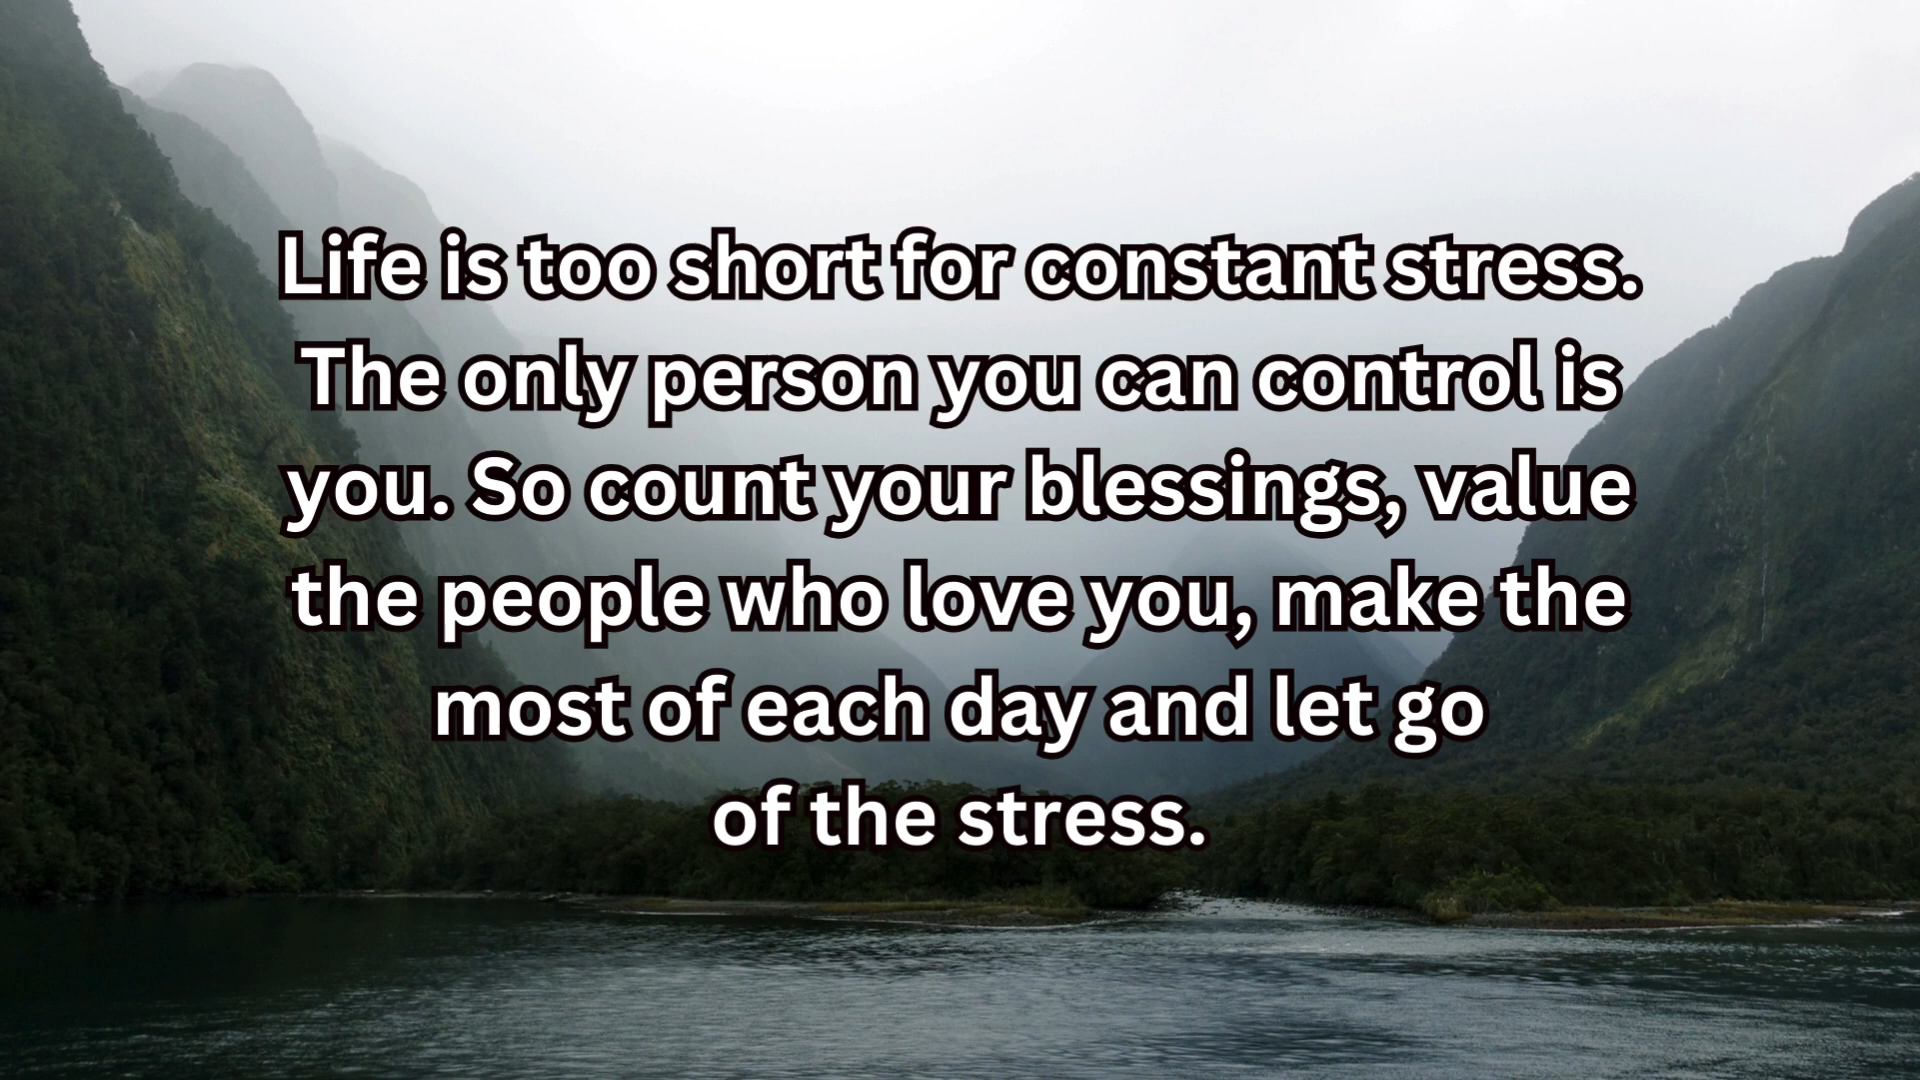 Life is too short for constant stress.
The only person you can control is
you. So count your blessings, value
the people who love you, make the
most of each day and let go
of the stress.